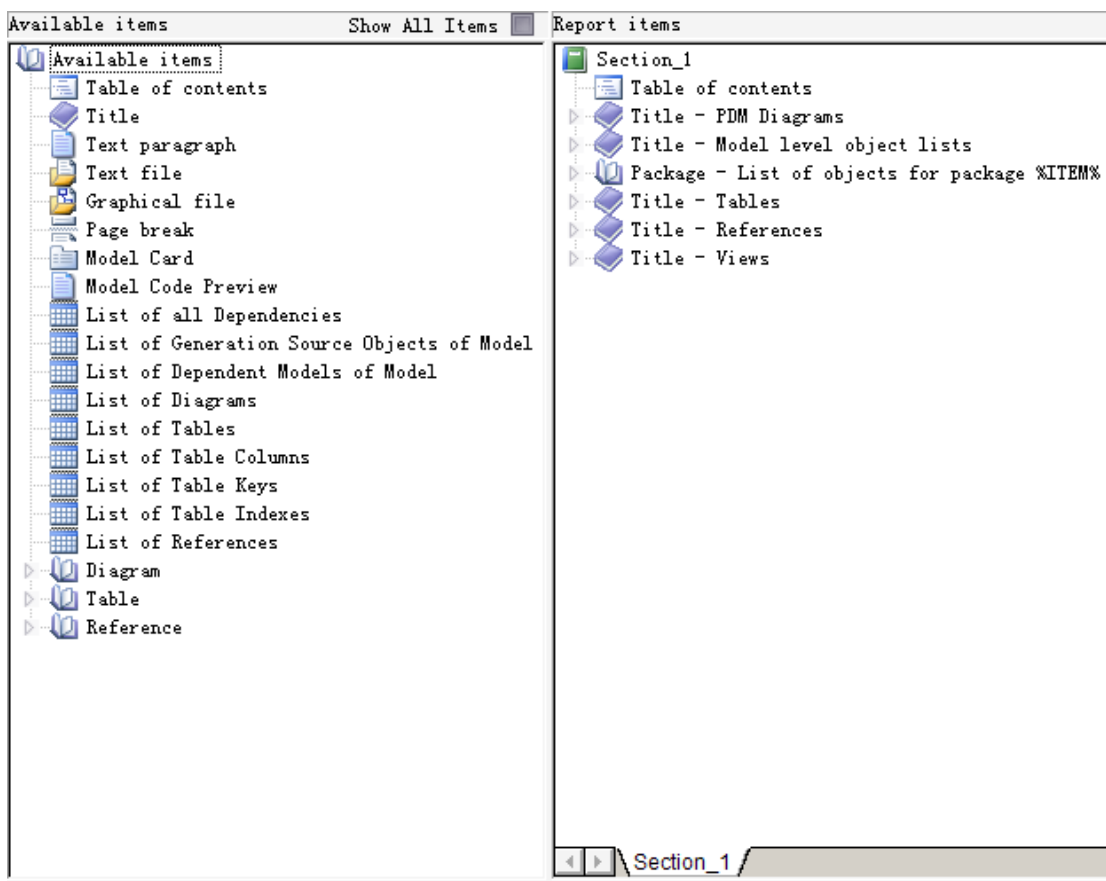 Available items
Show All Items
Available items
Table of contents
Title
Text paragraph
Text file
Graphical file
Page break
Model Card
Model Code Preview
List of all Dependencies
List of Generation Source Objects of Model
List of Dependent Models of Model
List of Diagrams
List of Tables
List of Table Columns
List of Table Keys
List of Table Indexes
List of References
Diagram
Table
Reference
Report items
Section_1
Table of contents
Title - PDM Diagrams
Title - Model level object lists
Package - List of objects for package %ITEM%
Title - Tables
Title - References
Title - Views
Section_1